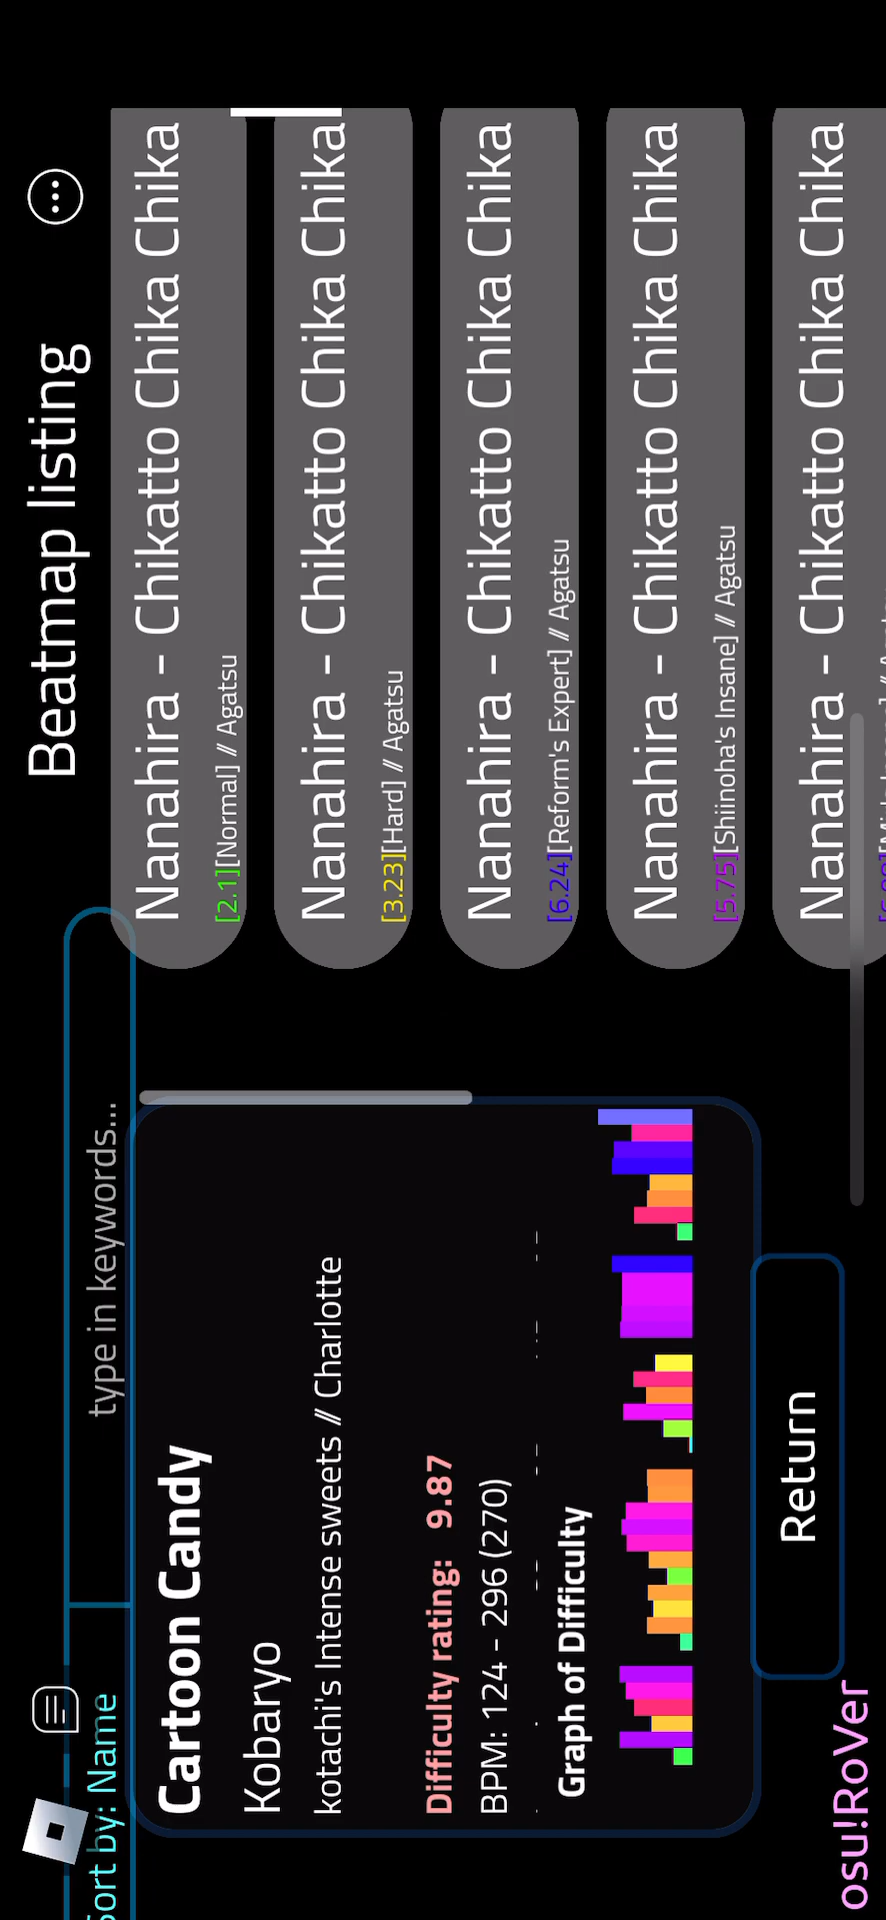 Beatmap listing
type in keywords...
Sort by: Name
Cartoon Candy
Kobaryo
kotachi's Intense sweets // Charlotte
Difficulty rating: 9.87
BPM: 124 - 296 (270)
Graph of Difficulty
Return
osu!RoVer
Nanahira - Chikatto Chika Chika
[2.1][Normal] // Agatsu
Nanahira - Chikatto Chika Chika
[3.23][Hard] // Agatsu
Nanahira - Chikatto Chika Chika
[6.24][Reform's Expert] // Agatsu
Nanahira - Chikatto Chika Chika
[5.75][Shiinoha's Insane] // Agatsu
Nanahira - Chikatto Chika Chika